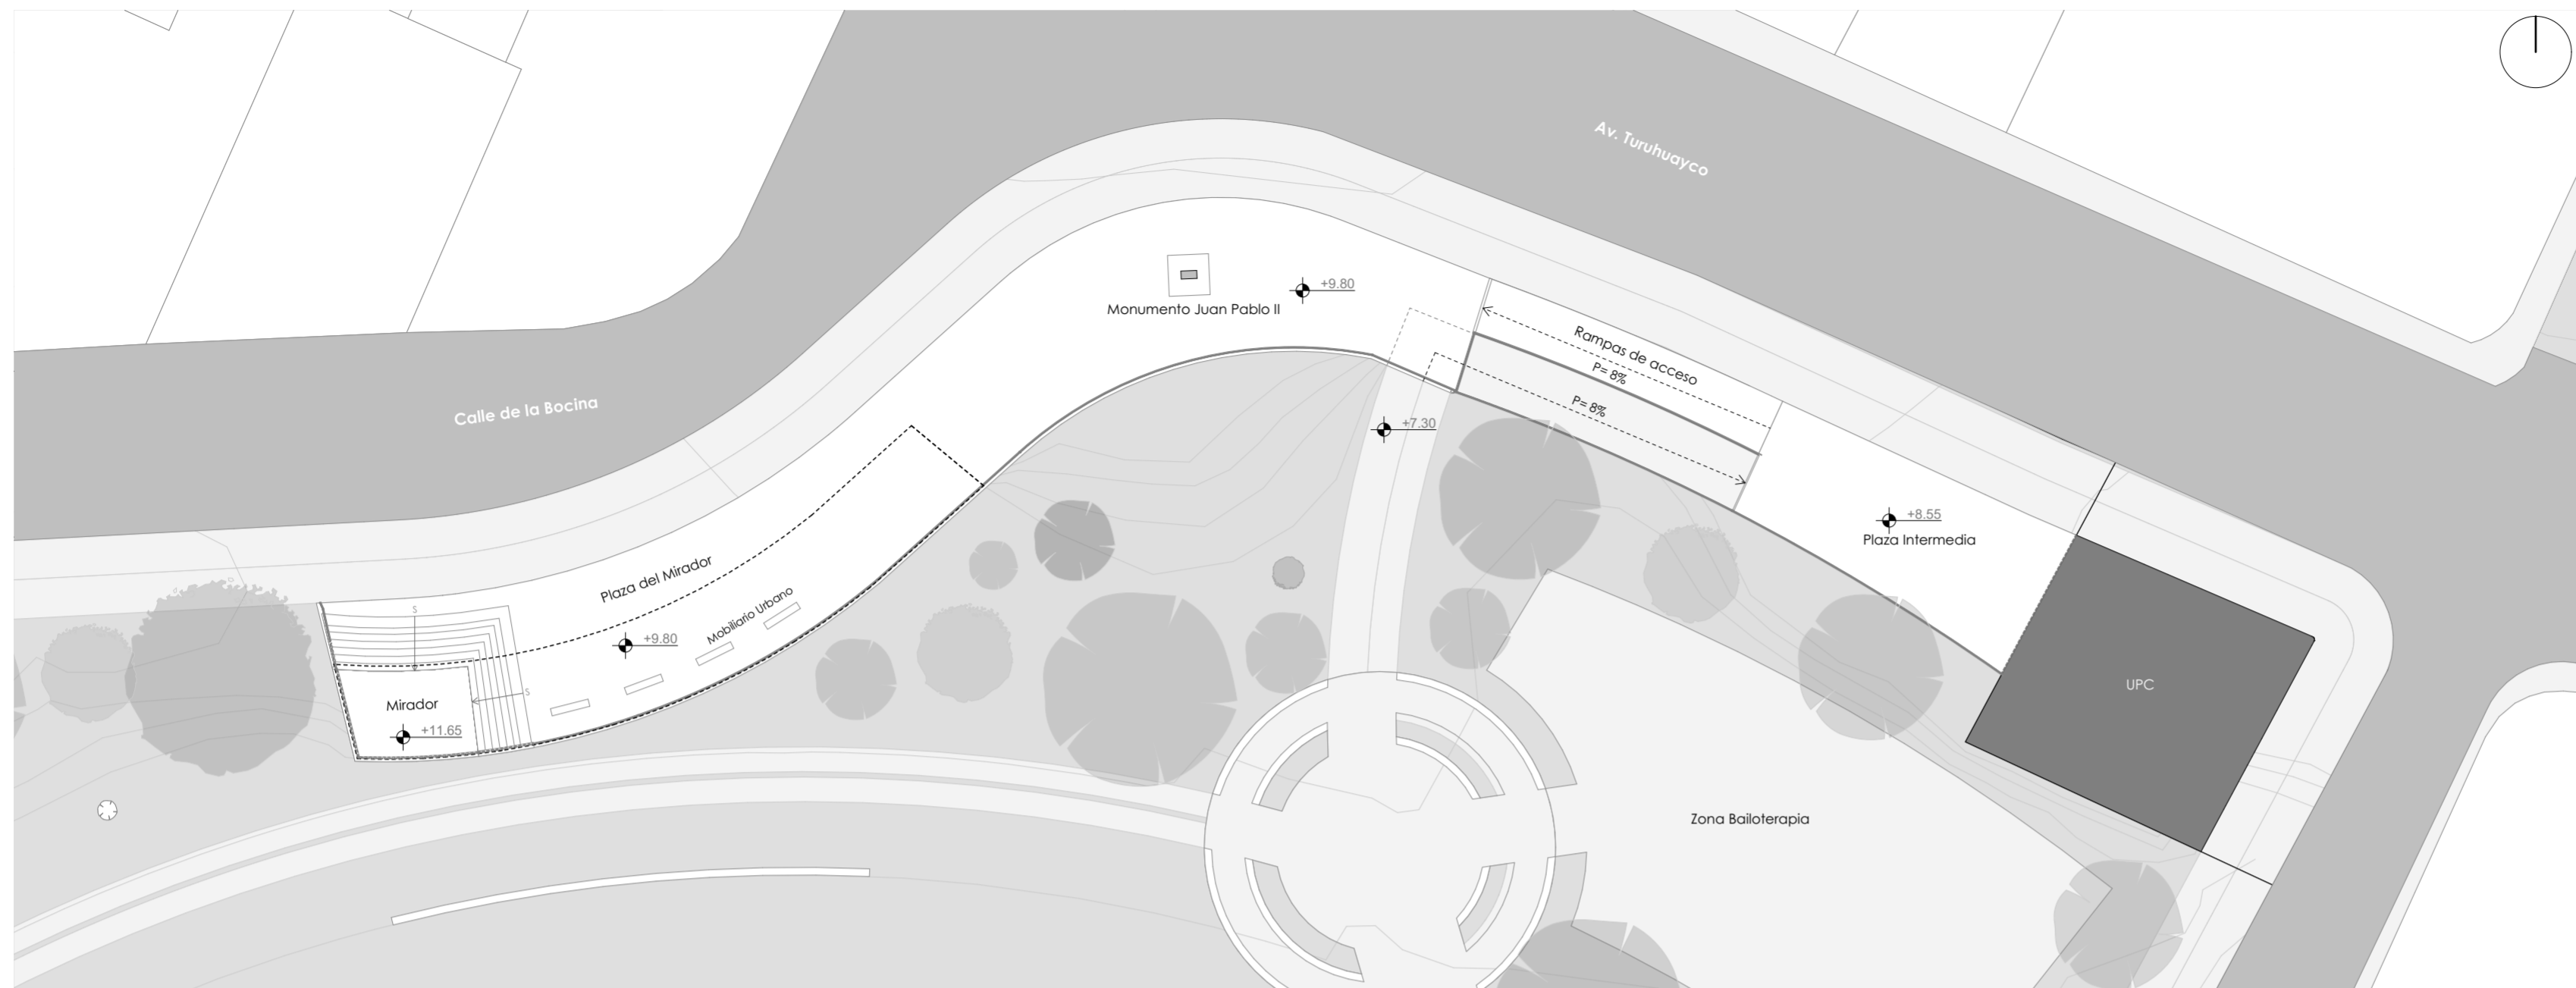 Av. Turuhuayco
+9.80
Monumento Juan Pablo II
Rampas de acceso
P= 8%
P= 8%
Calle de la Bocina
+7.30
+8.55
Plaza Intermedia
Plaza del Mirador
Mobiliario Urbano
S
+9.80
UPC
S
Mirador
+11.65
Zona Bailoterapia